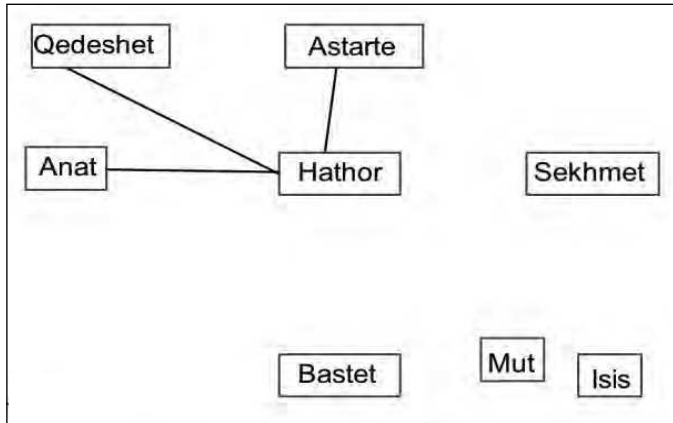 Qedeshet
Astarte
Anat
Hathor
Sekhmet
Bastet
Mut
Isis